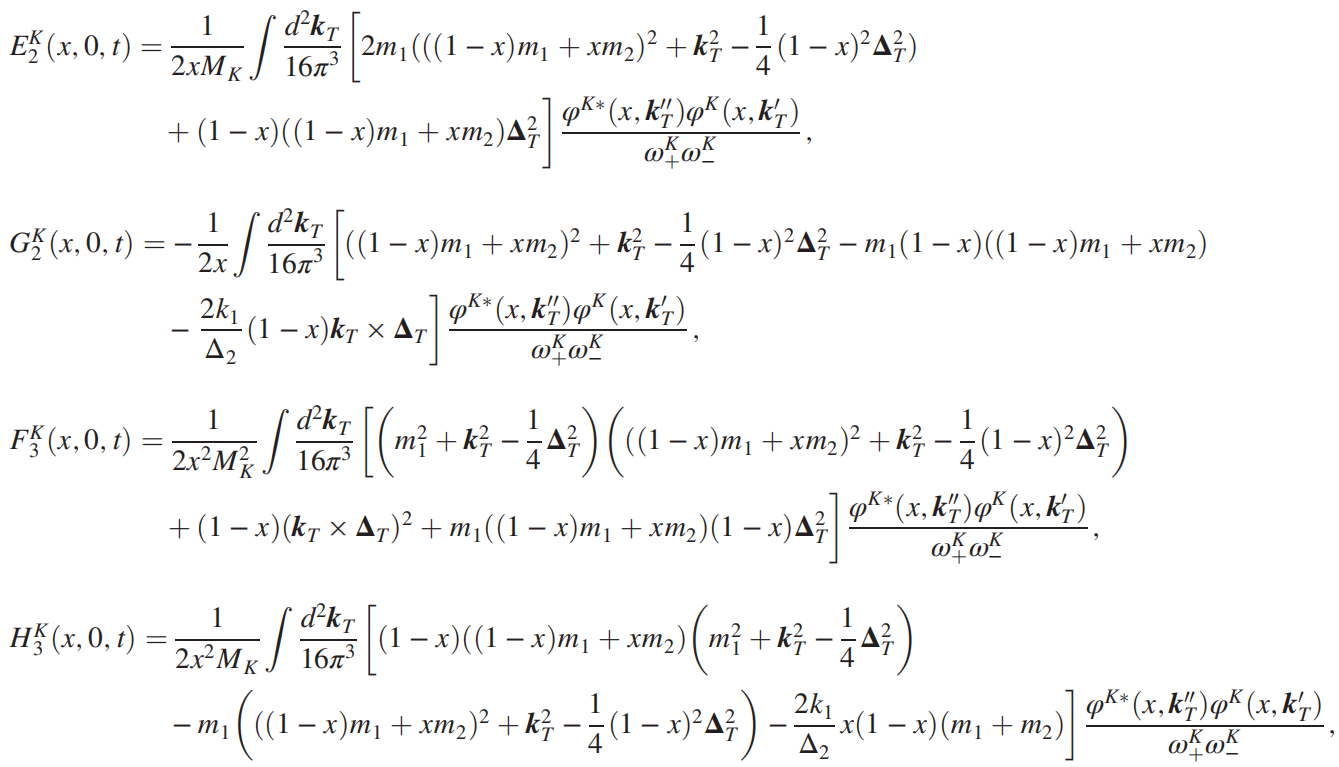 $E_2^K(x,0,t) = \frac{1}{2xM_K} \int \frac{d^2\boldsymbol{k}_T}{16\pi^3} \Big[ 2m_1(((1-x)m_1+xm_2)^2 + \boldsymbol{k}_T^2 - \frac{1}{4}(1-x)^2\boldsymbol{\Delta}_T^2)$
$+ (1-x)((1-x)m_1+xm_2)\boldsymbol{\Delta}_T^2 \Big] \frac{\varphi^{K*}(x,\boldsymbol{k}_T'')\varphi^K(x,\boldsymbol{k}_T')}{\omega_+^K\omega_-^K},$
$G_2^K(x,0,t) = -\frac{1}{2x} \int \frac{d^2\boldsymbol{k}_T}{16\pi^3} \Big[ ((1-x)m_1+xm_2)^2 + \boldsymbol{k}_T^2 - \frac{1}{4}(1-x)^2\boldsymbol{\Delta}_T^2 - m_1(1-x)((1-x)m_1+xm_2)$
$- \frac{2k_1}{\Delta_2}(1-x)\boldsymbol{k}_T \times \boldsymbol{\Delta}_T \Big] \frac{\varphi^{K*}(x,\boldsymbol{k}_T'')\varphi^K(x,\boldsymbol{k}_T')}{\omega_+^K\omega_-^K},$
$F_3^K(x,0,t) = \frac{1}{2x^2M_K^2} \int \frac{d^2\boldsymbol{k}_T}{16\pi^3} \Big[ \Big( m_1^2 + \boldsymbol{k}_T^2 - \frac{1}{4}\boldsymbol{\Delta}_T^2 \Big) \Big( ((1-x)m_1+xm_2)^2 + \boldsymbol{k}_T^2 - \frac{1}{4}(1-x)^2\boldsymbol{\Delta}_T^2 \Big)$
$+ (1-x)(\boldsymbol{k}_T \times \boldsymbol{\Delta}_T)^2 + m_1((1-x)m_1+xm_2)(1-x)\boldsymbol{\Delta}_T^2 \Big] \frac{\varphi^{K*}(x,\boldsymbol{k}_T'')\varphi^K(x,\boldsymbol{k}_T')}{\omega_+^K\omega_-^K},$
$H_3^K(x,0,t) = \frac{1}{2x^2M_K} \int \frac{d^2\boldsymbol{k}_T}{16\pi^3} \Big[ (1-x)((1-x)m_1+xm_2) \Big( m_1^2 + \boldsymbol{k}_T^2 - \frac{1}{4}\boldsymbol{\Delta}_T^2 \Big)$
$- m_1 \Big( ((1-x)m_1+xm_2)^2 + \boldsymbol{k}_T^2 - \frac{1}{4}(1-x)^2\boldsymbol{\Delta}_T^2 \Big) - \frac{2k_1}{\Delta_2}x(1-x)(m_1+m_2) \Big] \frac{\varphi^{K*}(x,\boldsymbol{k}_T'')\varphi^K(x,\boldsymbol{k}_T')}{\omega_+^K\omega_-^K},$